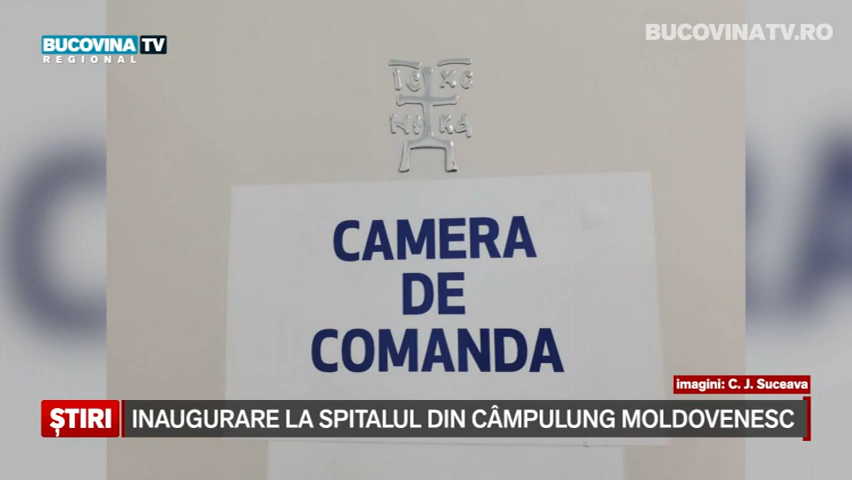 BUCOVINA TV
REGIONAL
BUCOVINATV.RO
IC XC
NI KA
CAMERA
DE
COMANDA
imagini: C. J. Suceava
ȘTIRI
INAUGURARE LA SPITALUL DIN CÂMPULUNG MOLDOVENESC